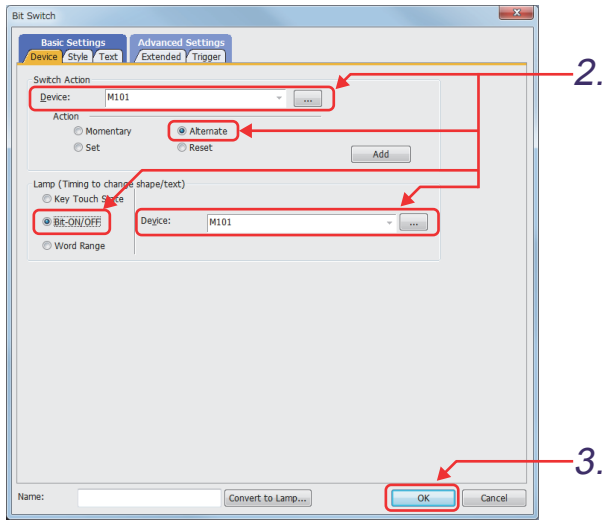 Bit Switch
Basic Settings Advanced Settings
Device Style Text Extended Trigger
Switch Action
Device: M101 ...
Action
Momentary Alternate
Set Reset
Add
Lamp (Timing to change shape/text)
Key Touch State
Bit-ON/OFF Device: M101 ...
Word Range
Name: Convert to Lamp... OK Cancel
2.
3.